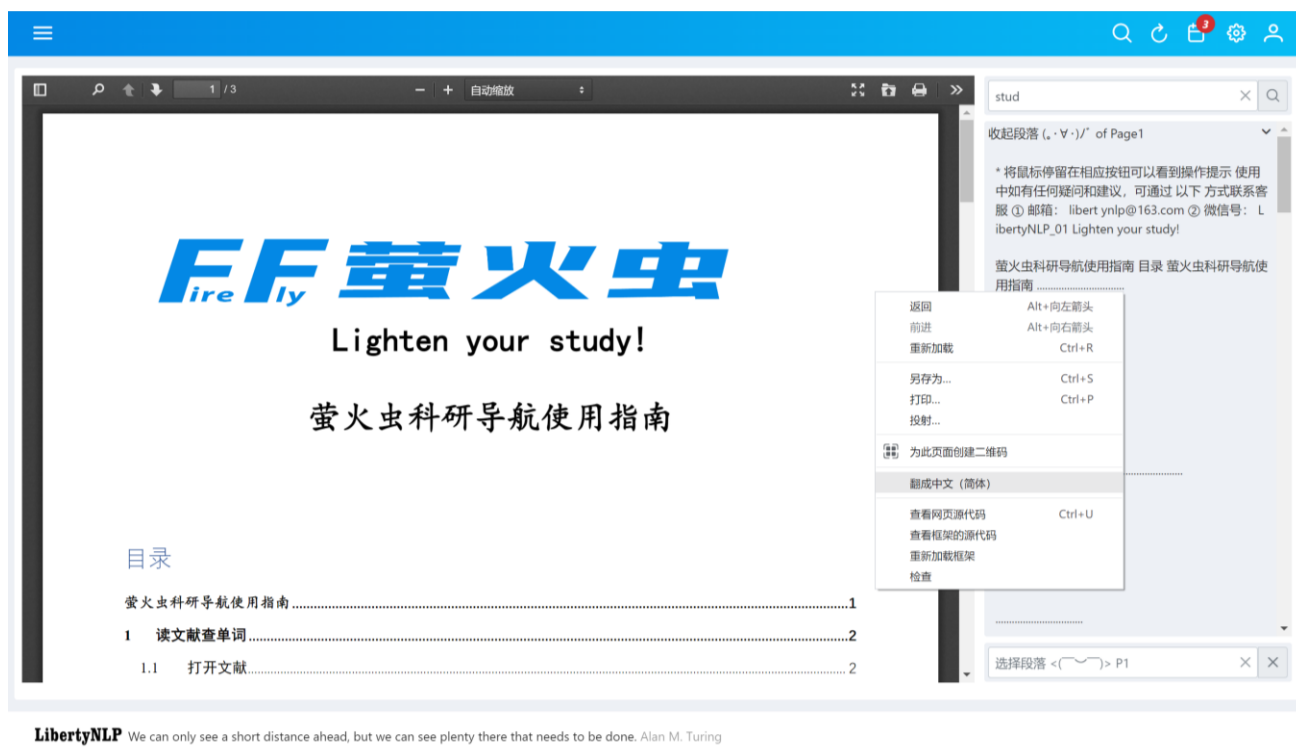 3
1 / 3
自动缩放
stud
收起段落 (｡･∀･)ﾉﾞ of Page1
* 将鼠标停留在相应按钮可以看到操作提示 使用
中如有任何疑问和建议，可通过 以下 方式联系客
服 ① 邮箱： libert ynlp@163.com ② 微信号： L
ibertyNLP_01 Lighten your study!
萤火虫科研导航使用指南 目录 萤火虫科研导航使
用指南 ................................
FireFly 萤火虫
Lighten your study!
萤火虫科研导航使用指南
返回 Alt+向左箭头
前进 Alt+向右箭头
重新加载 Ctrl+R
另存为... Ctrl+S
打印... Ctrl+P
投射...
为此页面创建二维码
翻成中文（简体）
查看网页源代码 Ctrl+U
查看框架的源代码
重新加载框架
检查
目录
萤火虫科研导航使用指南................................1
1 读文献查单词................................2
1.1 打开文献................................2
................................
选择段落 <(￣︶￣)> P1
LibertyNLP We can only see a short distance ahead, but we can see plenty there that needs to be done. Alan M. Turing